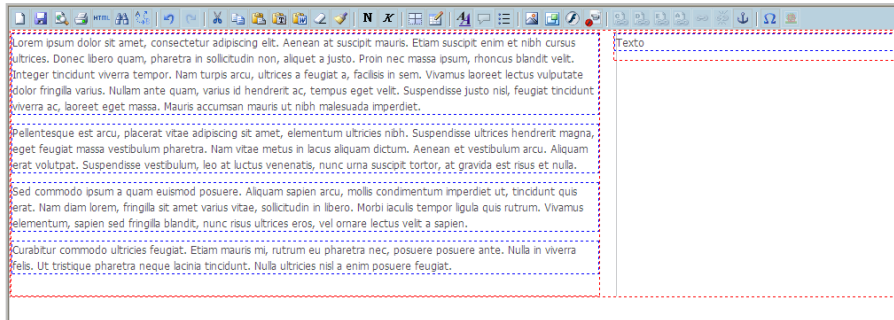 HTML
N K
Lorem ipsum dolor sit amet, consectetur adipiscing elit. Aenean at suscipit mauris. Etiam suscipit enim et nibh cursus
ultrices. Donec libero quam, pharetra in sollicitudin non, aliquet a justo. Proin nec massa ipsum, rhoncus blandit velit.
Integer tincidunt viverra tempor. Nam turpis arcu, ultrices a feugiat a, facilisis in sem. Vivamus laoreet lectus vulputate
dolor fringilla varius. Nullam ante quam, varius id hendrerit ac, tempus eget velit. Suspendisse justo nisl, feugiat tincidunt
viverra ac, laoreet eget massa. Mauris accumsan mauris ut nibh malesuada imperdiet.
Pellentesque est arcu, placerat vitae adipiscing sit amet, elementum ultricies nibh. Suspendisse ultrices hendrerit magna,
eget feugiat massa vestibulum pharetra. Nam vitae metus in lacus aliquam dictum. Aenean et vestibulum arcu. Aliquam
erat volutpat. Suspendisse vestibulum, leo at luctus venenatis, nunc urna suscipit tortor, at gravida est risus et nulla.
Sed commodo ipsum a quam euismod posuere. Aliquam sapien arcu, mollis condimentum imperdiet ut, tincidunt quis
erat. Nam diam lorem, fringilla sit amet varius vitae, sollicitudin in libero. Morbi iaculis tempor ligula quis rutrum. Vivamus
elementum, sapien sed fringilla blandit, nunc risus ultrices eros, vel ornare lectus velit a sapien.
Curabitur commodo ultricies feugiat. Etiam mauris mi, rutrum eu pharetra nec, posuere posuere ante. Nulla in viverra
felis. Ut tristique pharetra neque lacinia tincidunt. Nulla ultricies nisl a enim posuere feugiat.
Texto